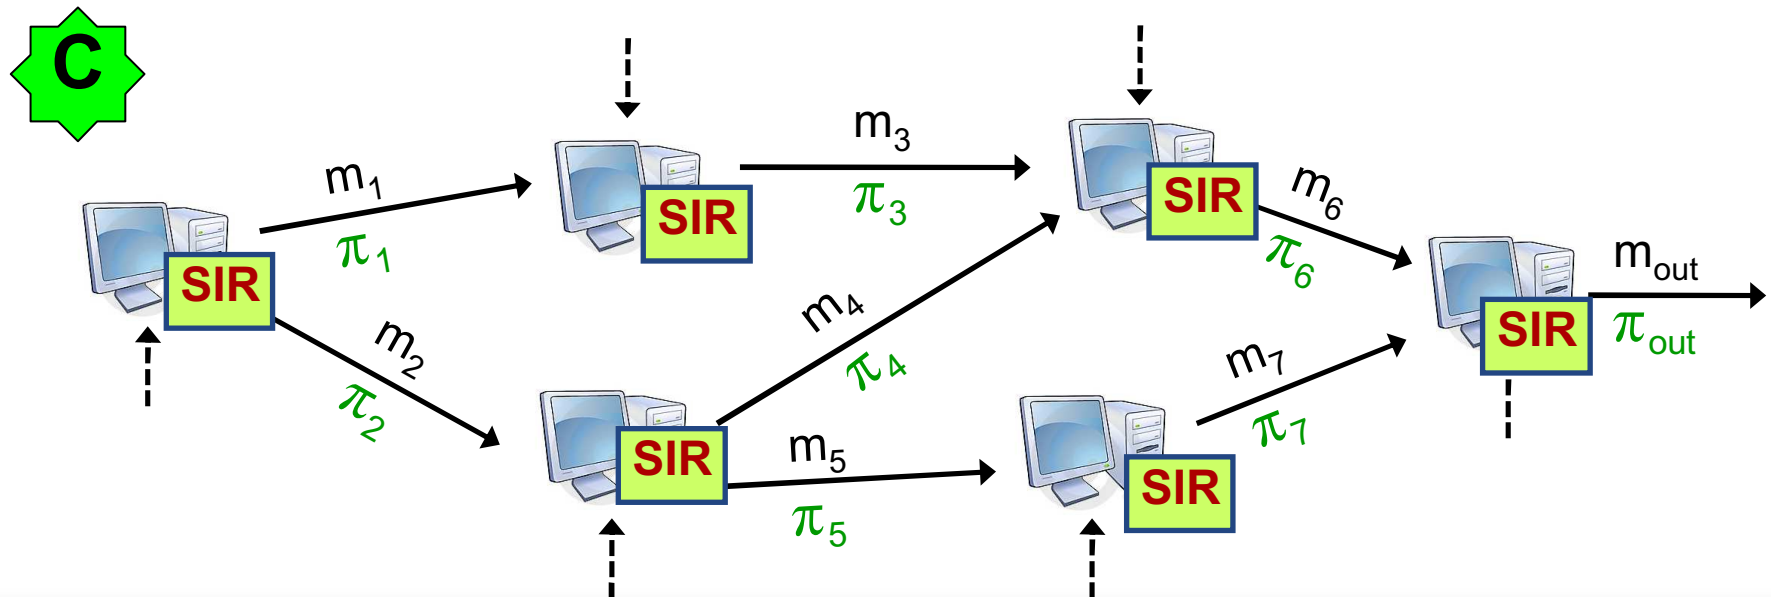 C
m1
π1
SIR
m2
π2
SIR
m3
π3
m4
π4
SIR
m5
π5
SIR
m6
π6
SIR
m7
π7
SIR
mout
πout